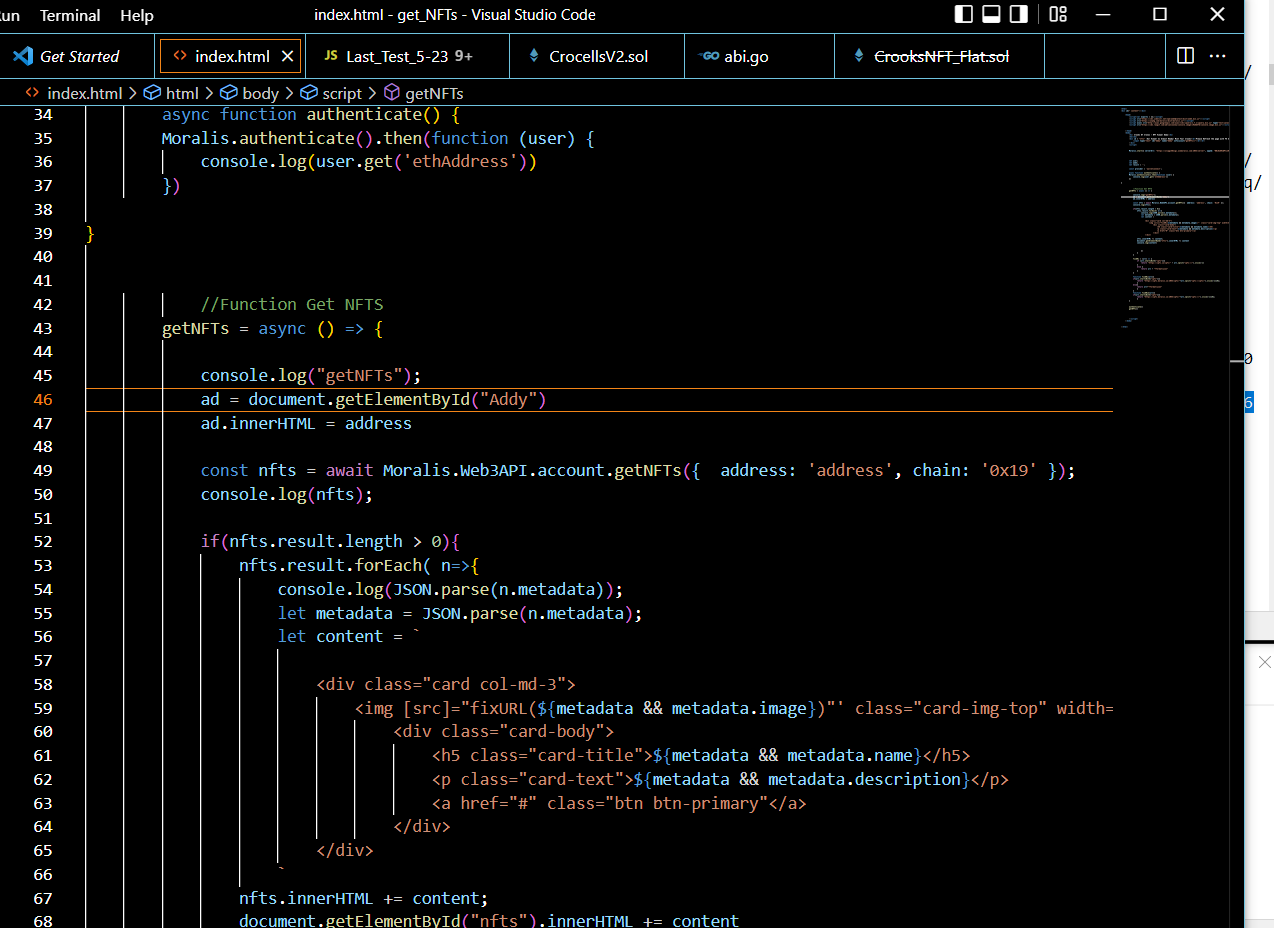 un Terminal Help index.html - get_NFTs - Visual Studio Code
Get Started index.html JS Last_Test_5-23 9+ CrocellsV2.sol GO abi.go CrooksNFT_Flat.sol ...
index.html > html > body > script > getNFTs
34 async function authenticate() {
35 Moralis.authenticate().then(function (user) {
36 console.log(user.get('ethAddress'))
37 })
38
39 }
40
41
42 //Function Get NFTS
43 getNFTs = async () => {
44
45 console.log("getNFTs");
46 ad = document.getElementById("Addy")
47 ad.innerHTML = address
48
49 const nfts = await Moralis.Web3API.account.getNFTs({  address: 'address', chain: '0x19' });
50 console.log(nfts);
51
52 if(nfts.result.length > 0){
53 nfts.result.forEach( n=>{
54 console.log(JSON.parse(n.metadata));
55 let metadata = JSON.parse(n.metadata);
56 let content = `
57
58 <div class="card col-md-3">
59 <img [src]="fixURL(${metadata && metadata.image})"' class="card-img-top" width=
60 <div class="card-body">
61 <h5 class="card-title">${metadata && metadata.name}</h5>
62 <p class="card-text">${metadata && metadata.description}</p>
63 <a href="#" class="btn btn-primary"</a>
64 </div>
65 </div>
66 `
67 nfts.innerHTML += content;
68 document.getElementById("nfts").innerHTML += content
/
/
q/
0
6